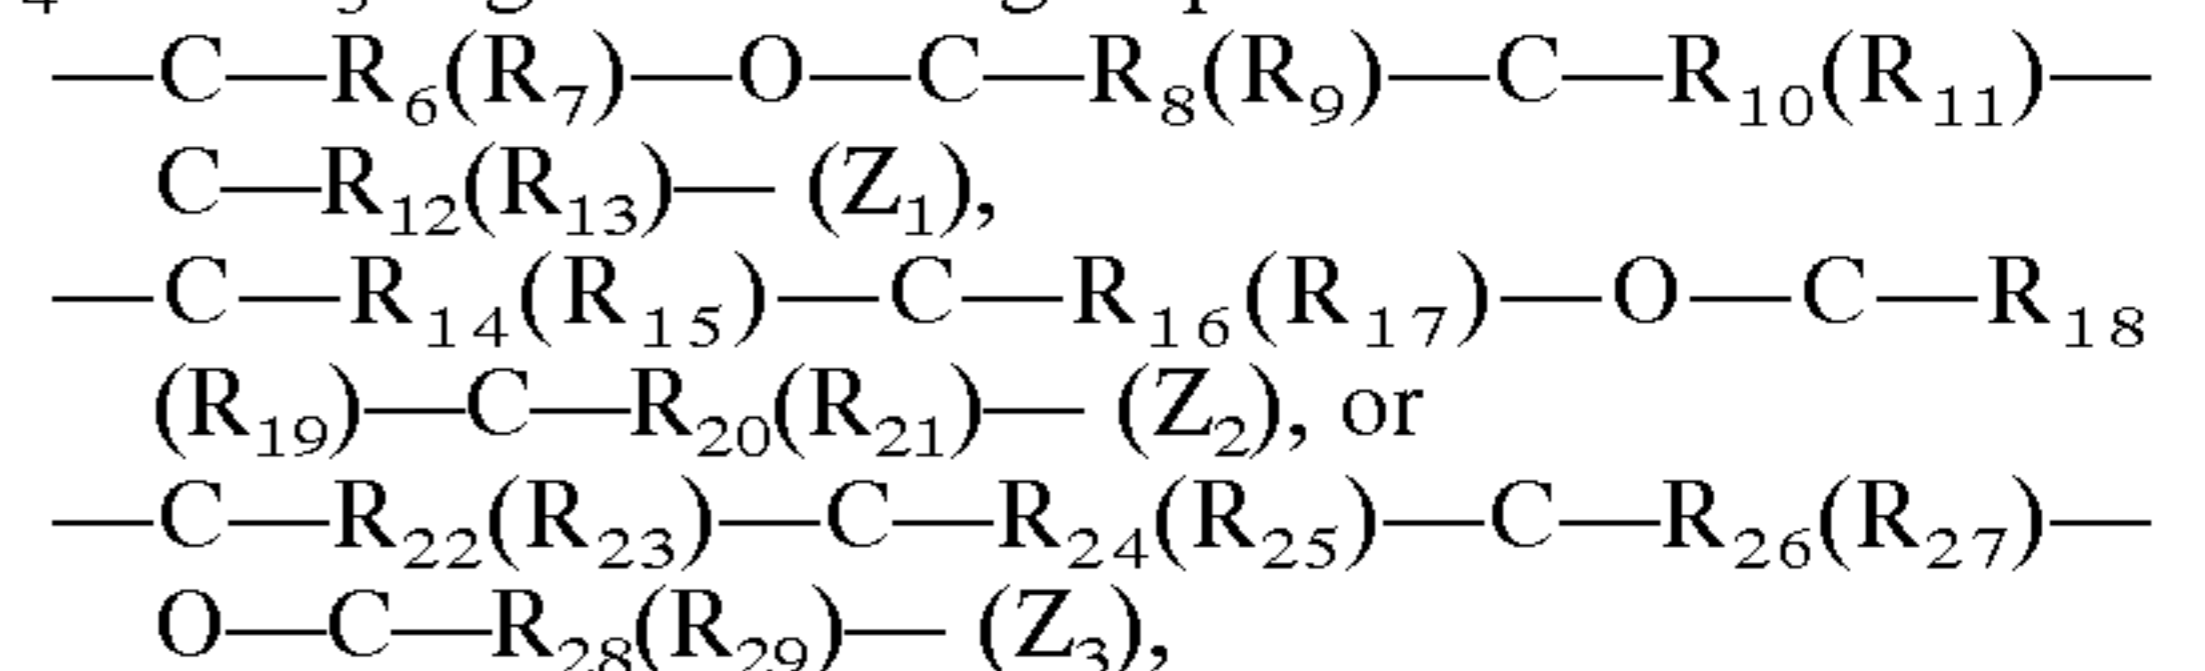 —C—R₆(R₇)—O—C—R₈(R₉)—C—R₁₀(R₁₁)—
C—R₁₂(R₁₃)— (Z₁),
—C—R₁₄(R₁₅)—C—R₁₆(R₁₇)—O—C—R₁₈
(R₁₉)—C—R₂₀(R₂₁)— (Z₂), or
—C—R₂₂(R₂₃)—C—R₂₄(R₂₅)—C—R₂₆(R₂₇)—
O—C—R₂₈(R₂₉)— (Z₃),